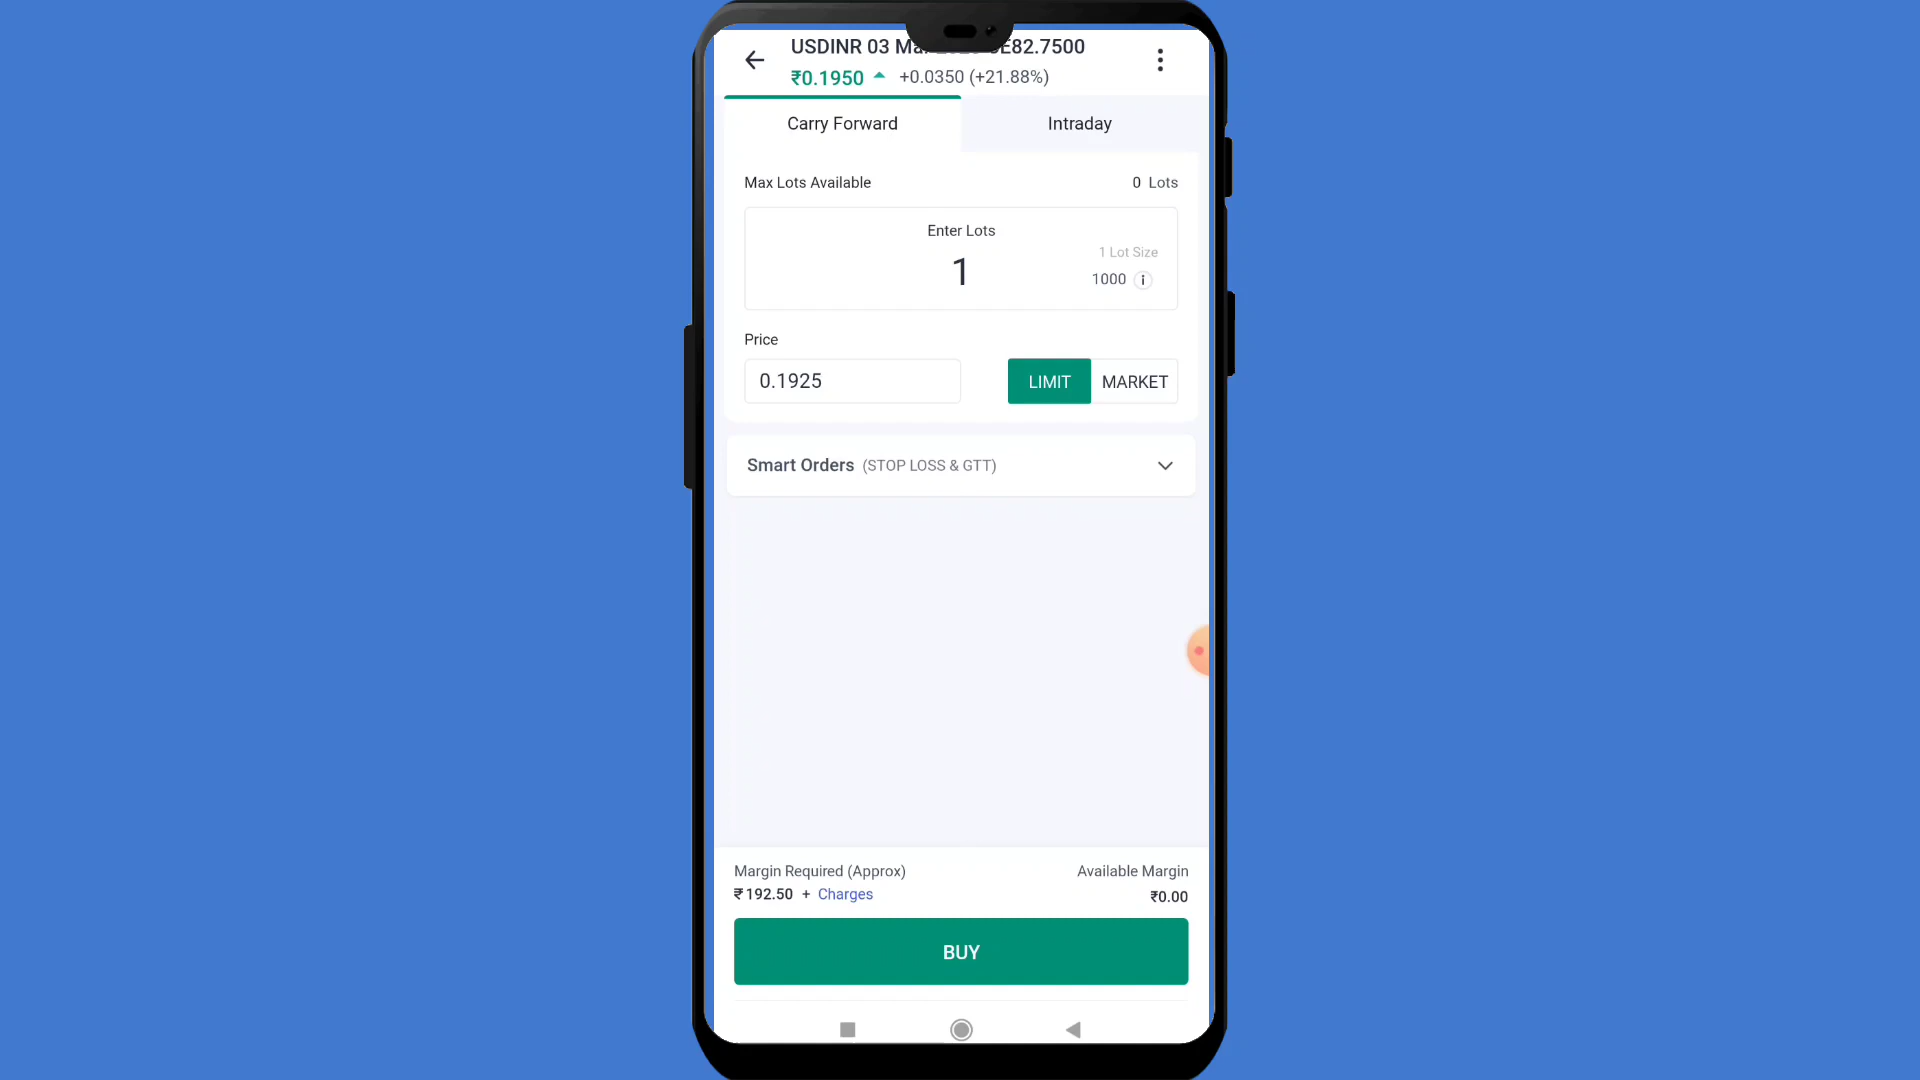 USDINR 03 Ma E82.7500
₹0.1950 +0.0350 (+21.88%)
Carry Forward Intraday
Max Lots Available 0 Lots
Enter Lots
1 Lot Size
1
1000
Price
0.1925 LIMIT MARKET
Smart Orders (STOP LOSS & GTT)
Margin Required (Approx) Available Margin
₹192.50 + Charges ₹0.00
BUY